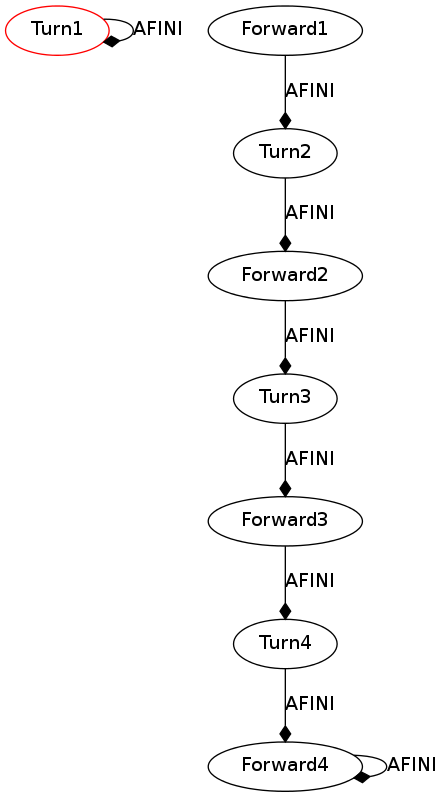 Turn1
AFINI
Forward1
AFINI
Turn2
AFINI
Forward2
AFINI
Turn3
AFINI
Forward3
AFINI
Turn4
AFINI
Forward4
AFINI